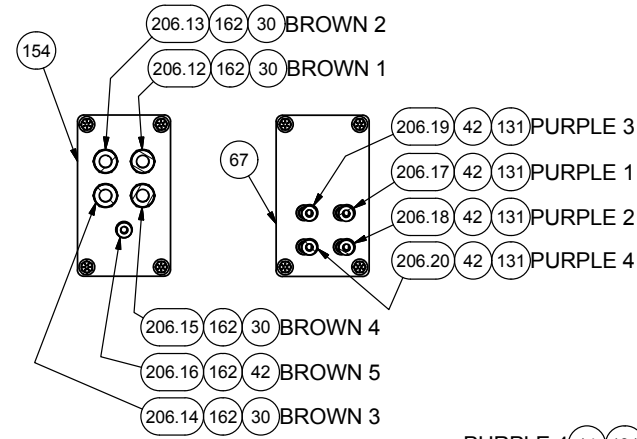 206.13 162 30 BROWN 2
154
206.12 162 30 BROWN 1
206.19 42 131 PURPLE 3
67
206.17 42 131 PURPLE 1
206.18 42 131 PURPLE 2
206.20 42 131 PURPLE 4
206.15 162 30 BROWN 4
206.16 162 42 BROWN 5
206.14 162 30 BROWN 3